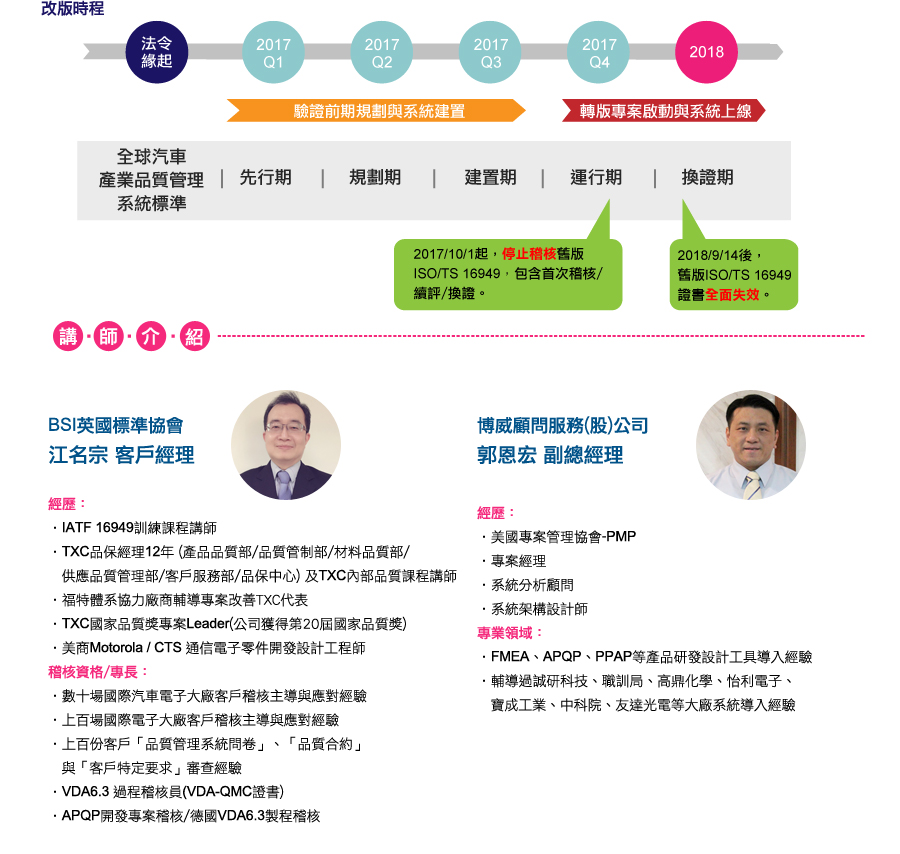 改版時程
法令
緣起
2017
Q1
2017
Q2
2017
Q3
2017
Q4
2018
驗證前期規劃與系統建置
轉版專案啟動與系統上線
全球汽車
產業品質管理
系統標準
| 先行期 | 規劃期 | 建置期 | 運行期 | 換證期
2017/10/1起，停止稽核舊版
ISO/TS 16949，包含首次稽核/
續評/換證。
2018/9/14後，
舊版ISO/TS 16949
證書全面失效。
講·師·介·紹
BSI英國標準協會
江名宗 客戶經理
經歷：
·IATF 16949訓練課程講師
·TXC品保經理12年 (產品品質部/品質管制部/材料品質部/
供應品質管理部/客戶服務部/品保中心) 及TXC內部品質課程講師
·福特體系協力廠商輔導專案改善TXC代表
·TXC國家品質獎專案Leader(公司獲得第20屆國家品質獎)
·美商Motorola / CTS 通信電子零件開發設計工程師
稽核資格/專長：
·數十場國際汽車電子大廠客戶稽核主導與應對經驗
·上百場國際電子大廠客戶稽核主導與應對經驗
·上百份客戶「品質管理系統問卷」、「品質合約」
與「客戶特定要求」審查經驗
·VDA6.3 過程稽核員(VDA-QMC證書)
·APQP開發專案稽核/德國VDA6.3製程稽核
博威顧問服務(股)公司
郭恩宏 副總經理
經歷：
·美國專案管理協會-PMP
·專案經理
·系統分析顧問
·系統架構設計師
專業領域：
·FMEA、APQP、PPAP等產品研發設計工具導入經驗
·輔導過誠研科技、職訓局、高鼎化學、怡利電子、
寶成工業、中科院、友達光電等大廠系統導入經驗